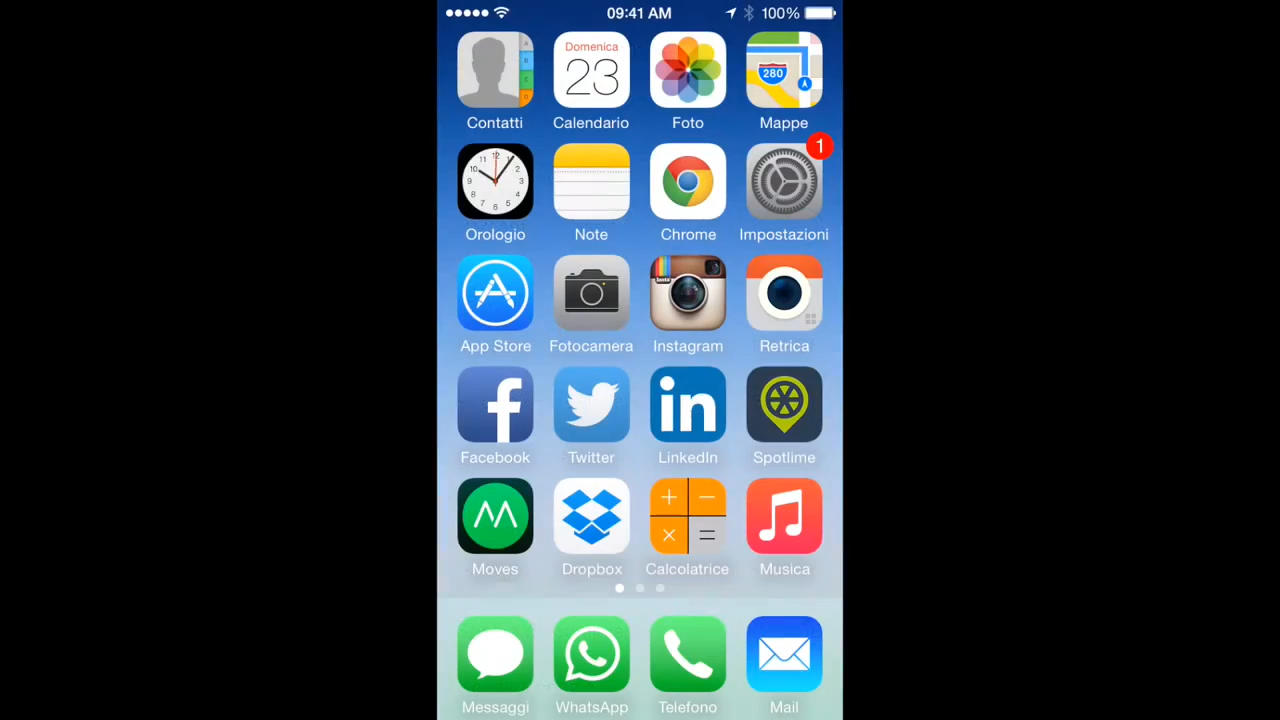 09:41 AM 100%
Domenica
23
280
Contatti Calendario Foto Mappe
1
Orologio Note Chrome Impostazioni
Insta
App Store Fotocamera Instagram Retrica
f in
Facebook Twitter LinkedIn Spotlime
+ −
× =
Moves Dropbox Calcolatrice Musica
Messaggi WhatsApp Telefono Mail